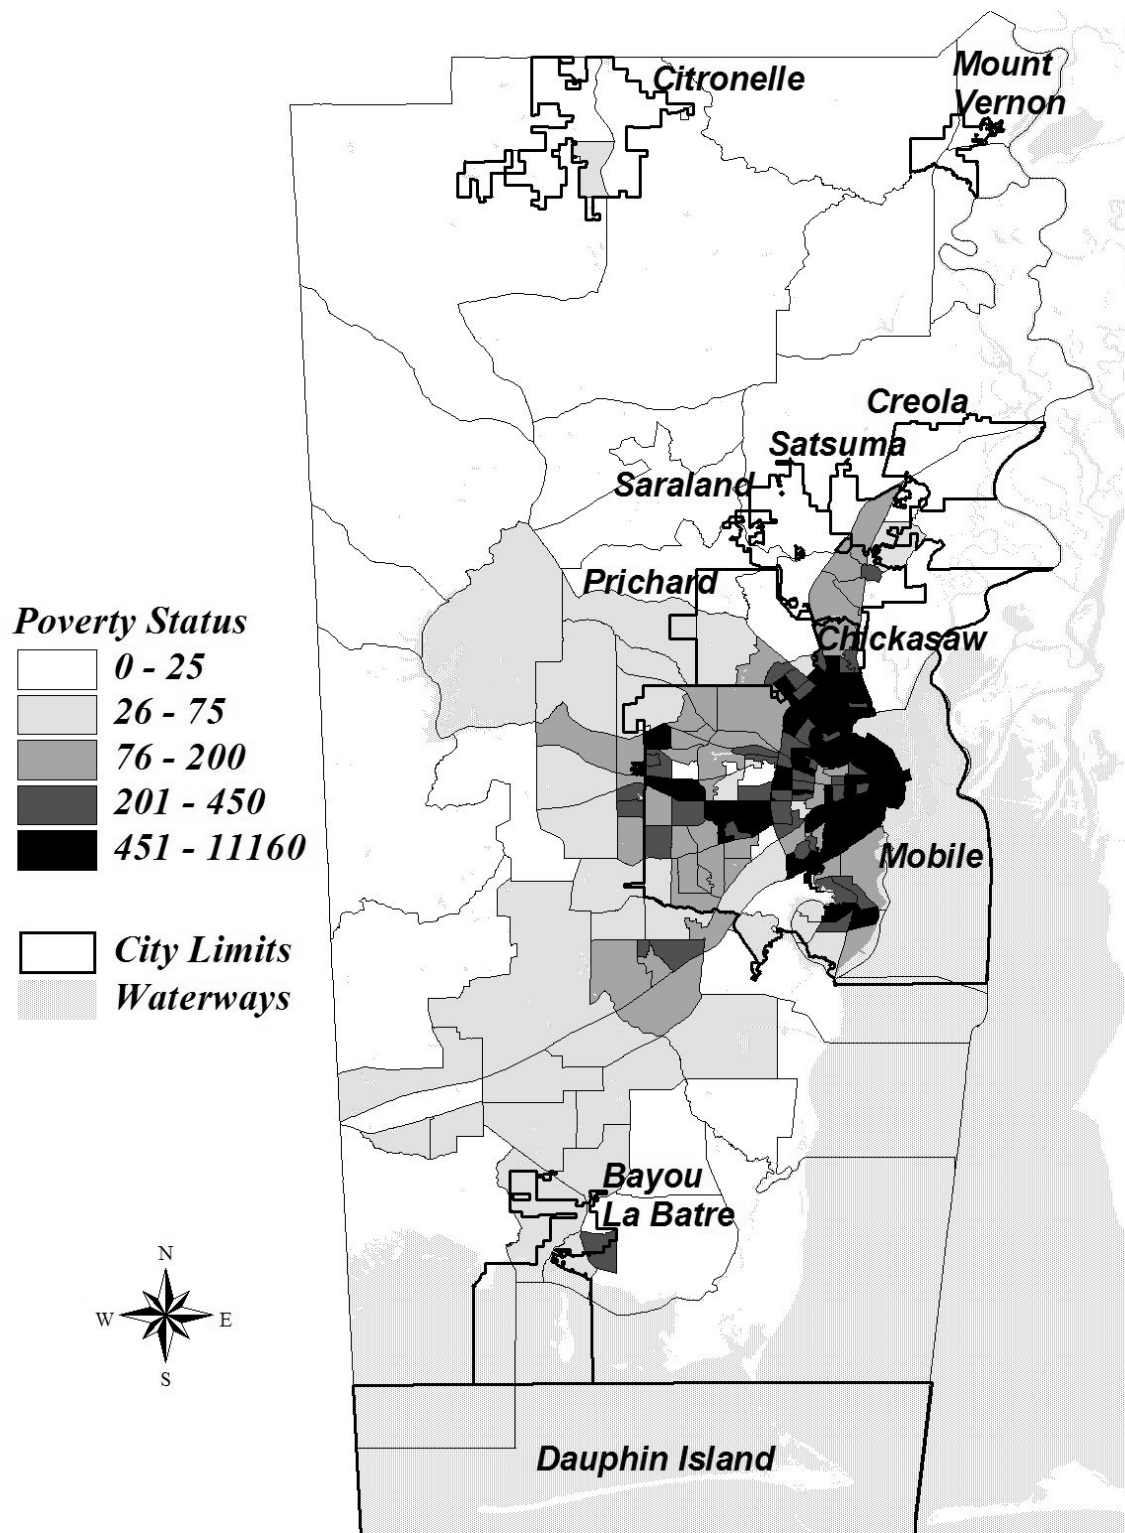 Citronelle
Mount
Vernon
Creola
Satsuma
Saraland
Prichard
Chickasaw
Poverty Status
0 - 25
26 - 75
76 - 200
201 - 450
451 - 11160
Mobile
City Limits
Waterways
Bayou
La Batre
N
W E
S
Dauphin Island